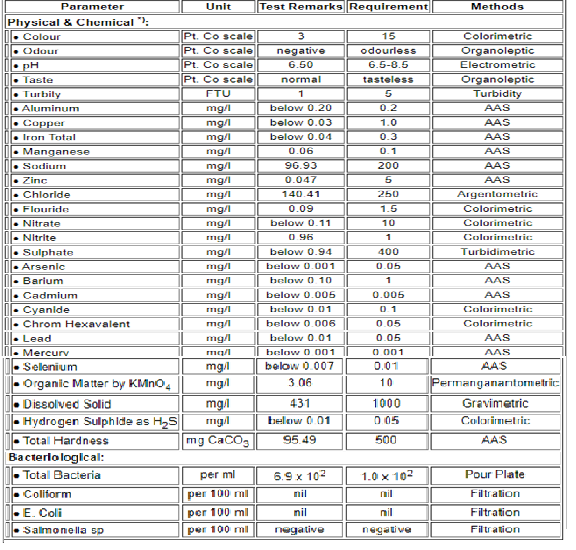 Parameter Unit Test Remarks Requirement Methods
Physical & Chemical *):
• Colour Pt. Co scale 3 15 Colorimetric
• Odour Pt. Co scale negative odourless Organoleptic
• pH Pt. Co scale 6.50 6.5-8.5 Electrometric
• Taste Pt. Co scale normal tasteless Organoleptic
• Turbily FTU 1 5 Turbidity
• Aluminum mg/l below 0.20 0.2 AAS
• Copper mg/l below 0.03 1.0 AAS
• Iron Total mg/l below 0.04 0.3 AAS
• Manganese mg/l 0.06 0.1 AAS
• Sodium mg/l 96.93 200 AAS
• Zinc mg/l 0.047 5 AAS
• Chloride mg/l 140.41 250 Argentometric
• Flouride mg/l 0.09 1.5 Colorimetric
• Nitrate mg/l below 0.11 10 Colorimetric
• Nitrite mg/l 0.96 1 Colorimetric
• Sulphate mg/l below 0.94 400 Turbidimetric
• Arsenic mg/l below 0.001 0.05 AAS
• Barium mg/l below 0.10 1 AAS
• Cadmium mg/l below 0.005 0.005 AAS
• Cyanide mg/l below 0.01 0.1 Colorimetric
• Chrom Hexavalent mg/l below 0.006 0.05 Colorimetric
• Lead mg/l below 0.01 0.05 AAS
• Mercury mg/l below 0.001 0.001 AAS
• Selenium mg/l below 0.007 0.01 AAS
• Organic Matter by KMnO4 mg/l 3.06 10 Permanganantometric
• Dissolved Solid mg/l 431 1000 Gravimetric
• Hydrogen Sulphide as H2S mg/l below 0.01 0.05 Colorimetric
• Total Hardness mg CaCO3 95.49 500 AAS
Bacteriological:
• Total Bacteria per ml 6.9 x 10² 1.0 x 10² Pour Plate
• Coliform per 100 ml nil nil Filtration
• E. Coli per 100 ml nil nil Filtration
• Salmonella sp per 100 ml negative negative Filtration